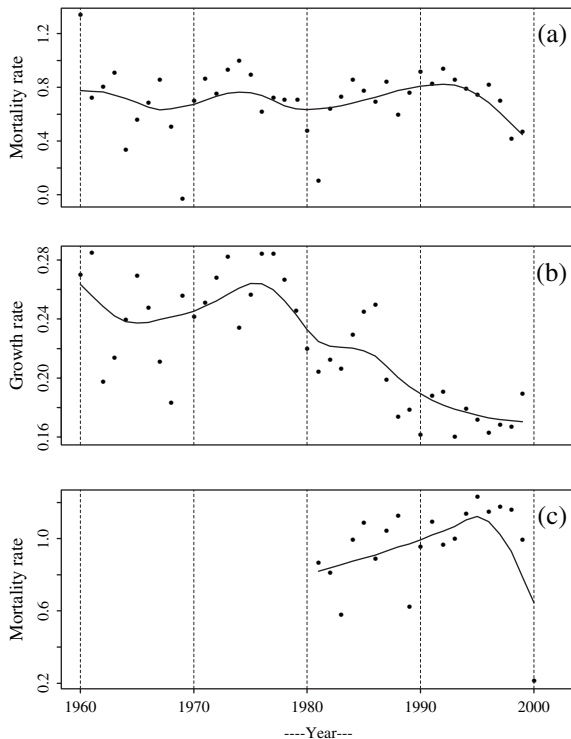 (a)
Mortality rate
1.2
0.8
0.4
0.0
(b)
Growth rate
0.28
0.24
0.20
0.16
(c)
Mortality rate
1.0
0.6
0.2
1960 1970 1980 1990 2000
----Year---